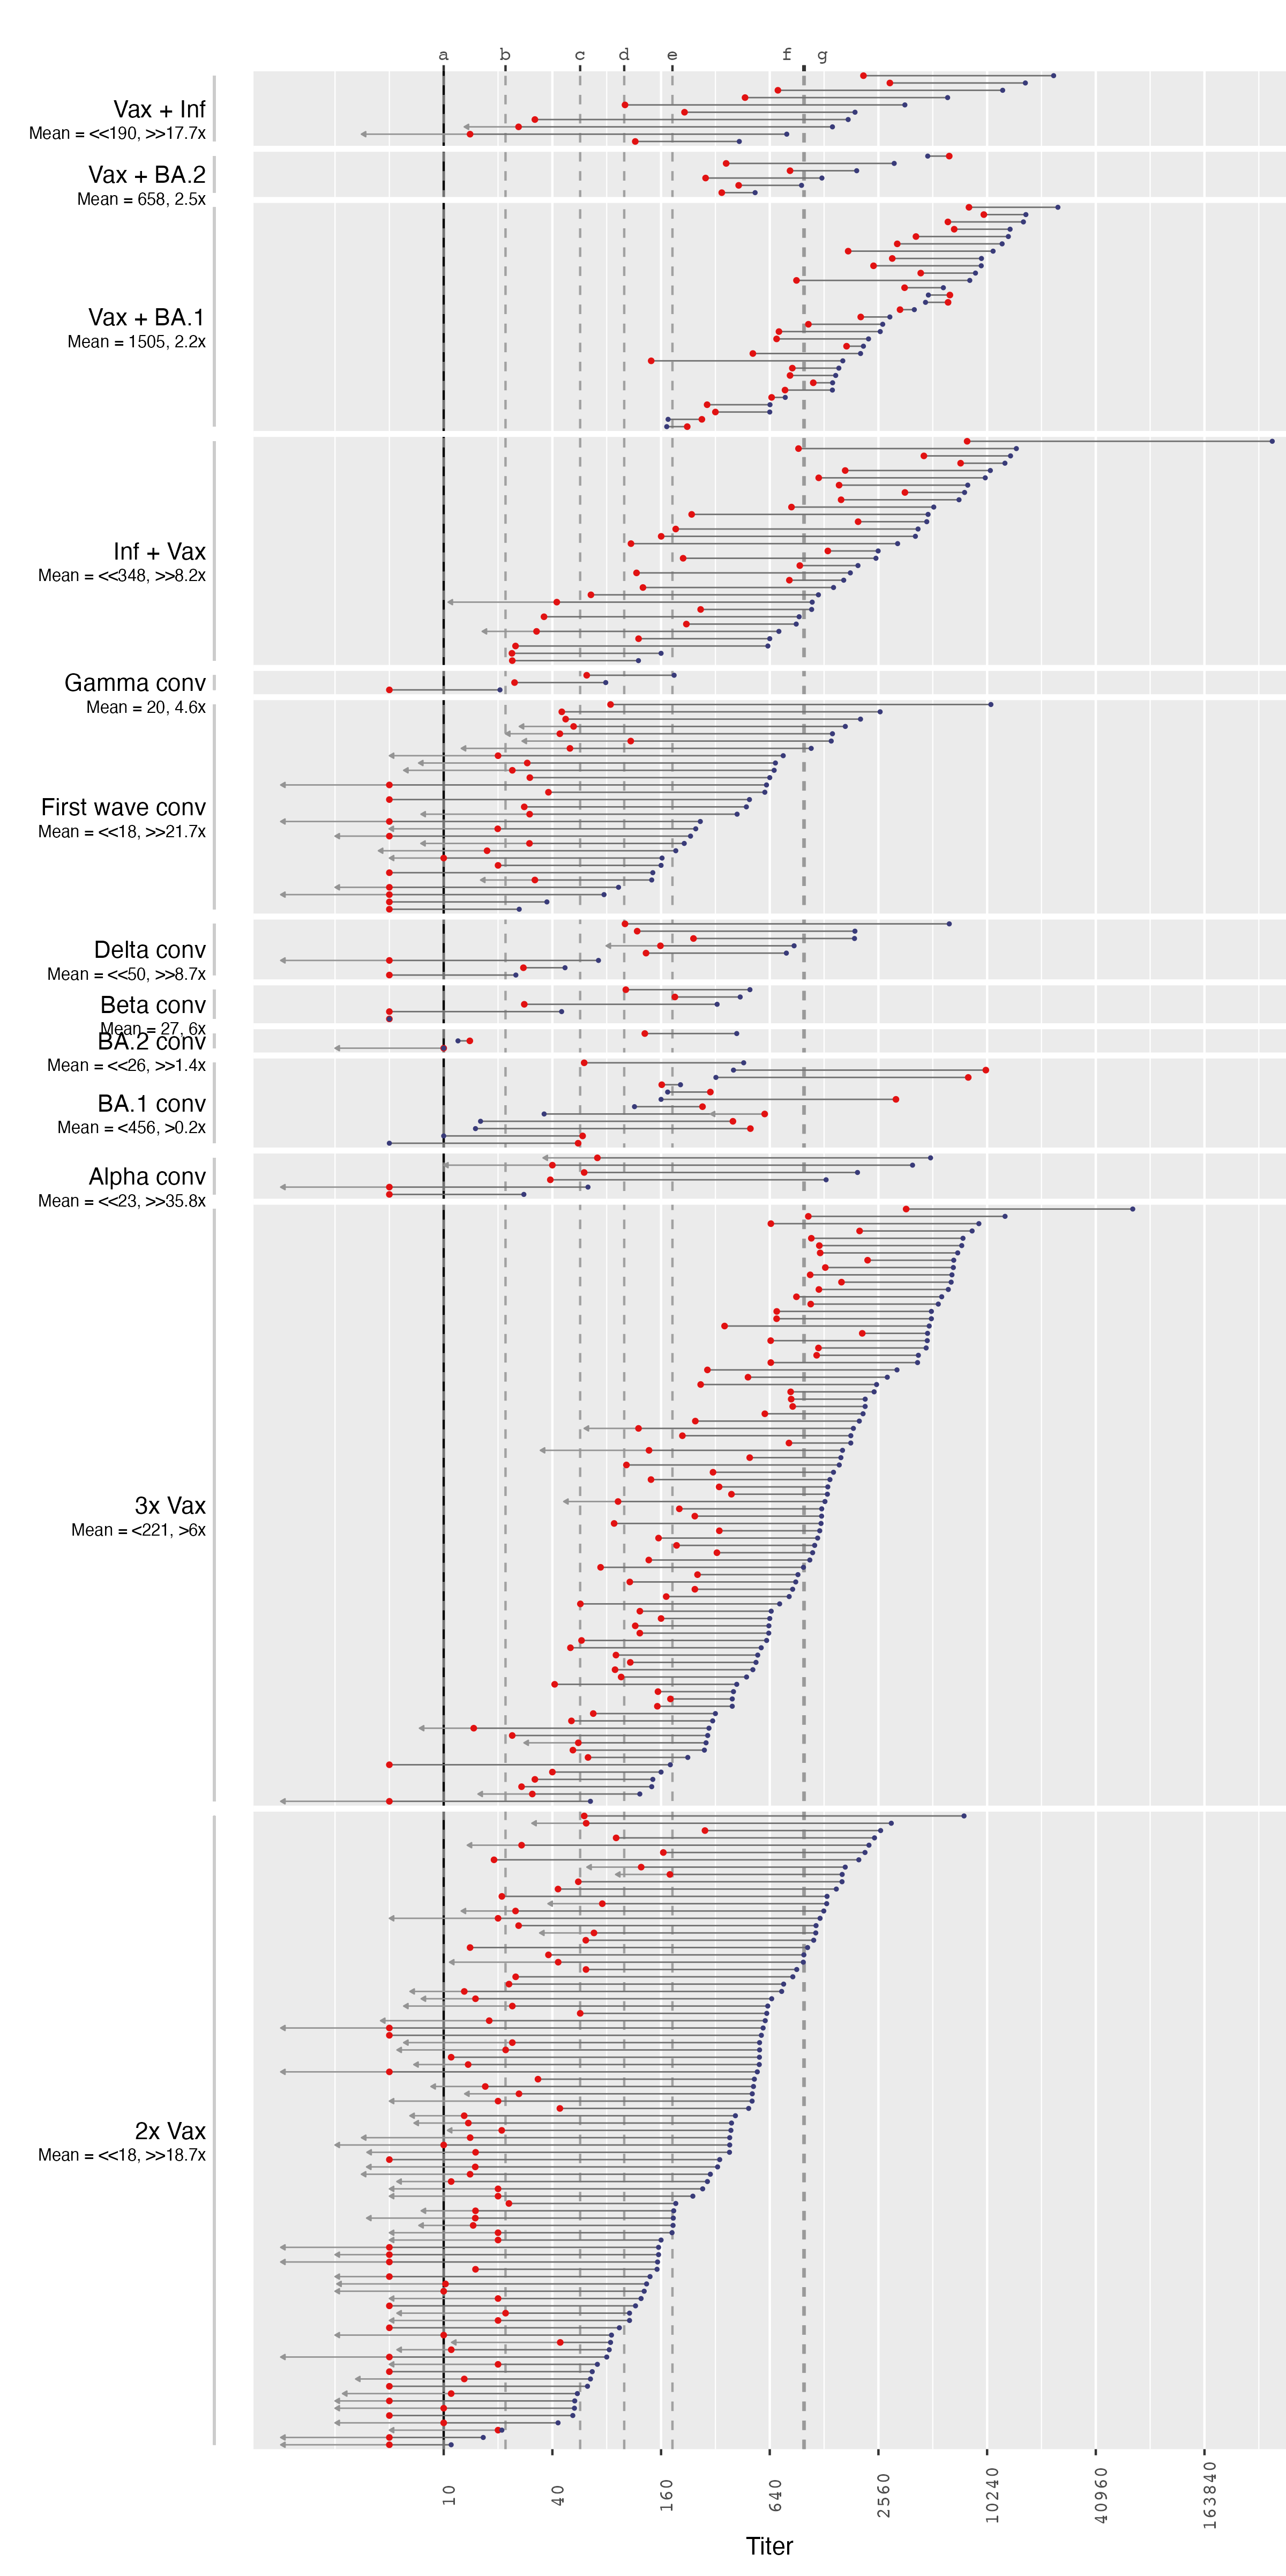 a b c d e f g
Vax + Inf
Mean = <<190, >>17.7x
Vax + BA.2
Mean = 658, 2.5x
Vax + BA.1
Mean = 1505, 2.2x
Inf + Vax
Mean = <<348, >>8.2x
Gamma conv
Mean = 20, 4.6x
First wave conv
Mean = <<18, >>21.7x
Delta conv
Mean = <<50, >>8.7x
Beta conv
Mean = 27, 6x
BA.2 conv
Mean = <<26, >>1.4x
BA.1 conv
Mean = <456, >0.2x
Alpha conv
Mean = <<23, >>35.8x
3x Vax
Mean = <221, >6x
2x Vax
Mean = <<18, >>18.7x
10 40 160 640 2560 10240 40960 163840
Titer